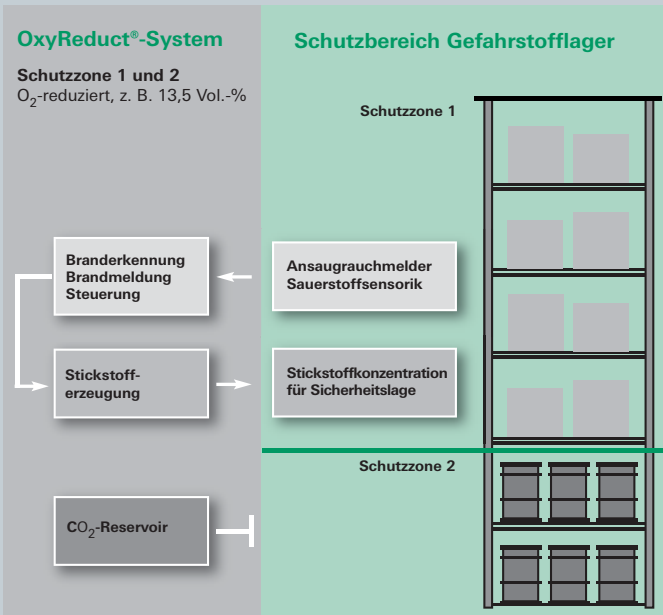 OxyReduct®-System
Schutzzone 1 und 2
O₂-reduziert, z. B. 13,5 Vol.-%
Schutzbereich Gefahrstofflager
Schutzzone 1
Branderkennung
Brandmeldung
Steuerung
Ansaugrauchmelder
Sauerstoffsensorik
Stickstoff-
erzeugung
Stickstoffkonzentration
für Sicherheitslage
Schutzzone 2
CO₂-Reservoir